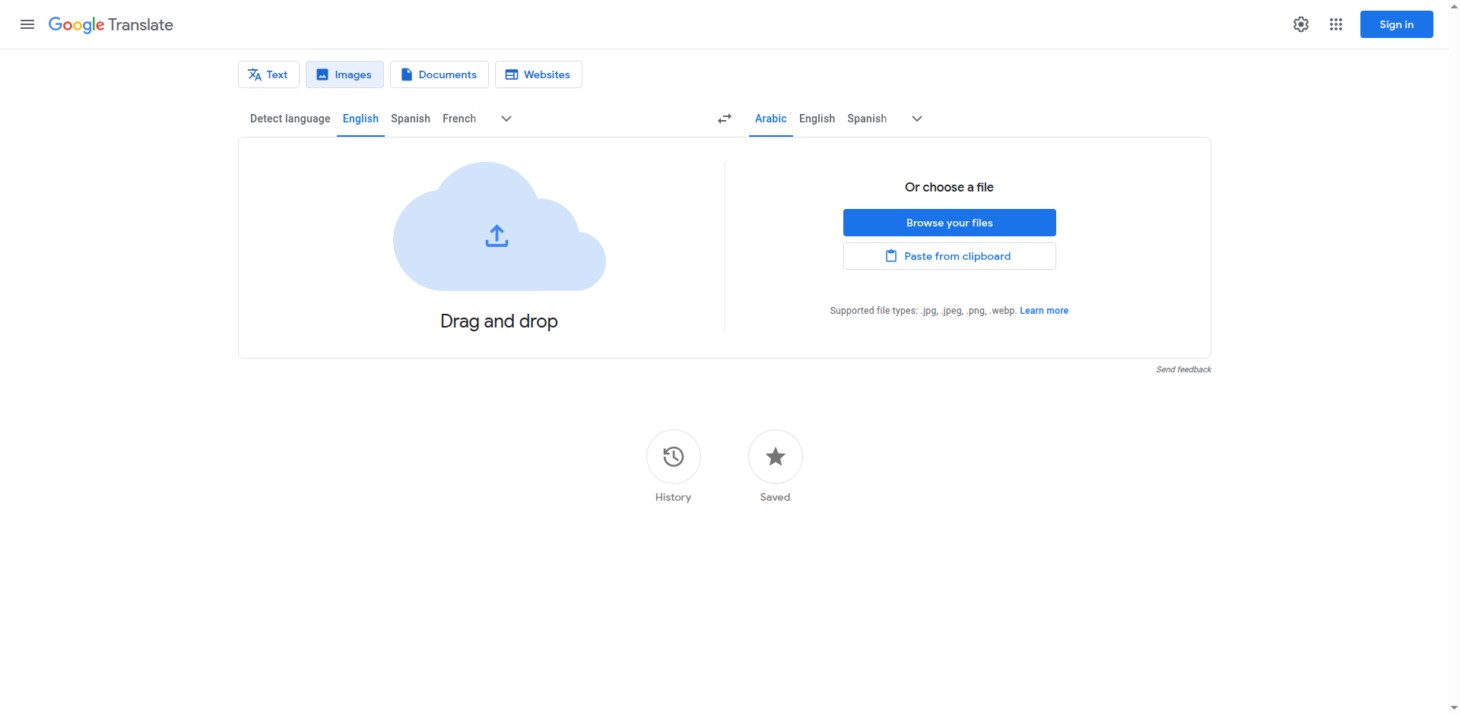 Google Translate
Sign in
Text
Images
Documents
Websites
Detect language
English
Spanish
French
Arabic
English
Spanish
Drag and drop
Or choose a file
Browse your files
Paste from clipboard
Supported file types: .jpg, .jpeg, .png, .webp. Learn more
Send feedback
History
Saved